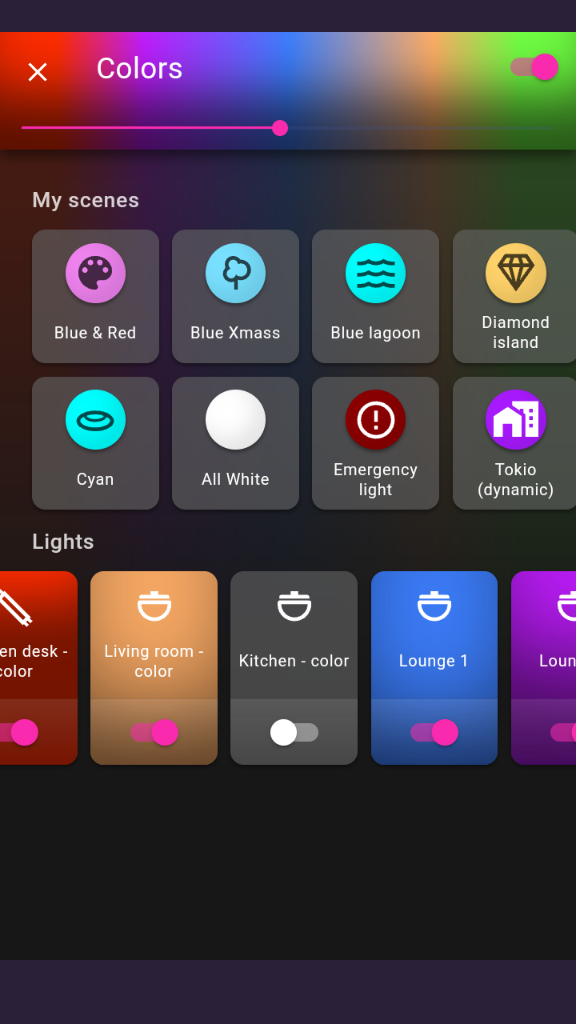 Colors
My scenes
Blue & Red
Blue Xmass
Blue lagoon
Diamond
island
Cyan
All White
Emergency
light
Tokio
(dynamic)
Lights
en desk -
color
Living room -
color
Kitchen - color
Lounge 1
Loun